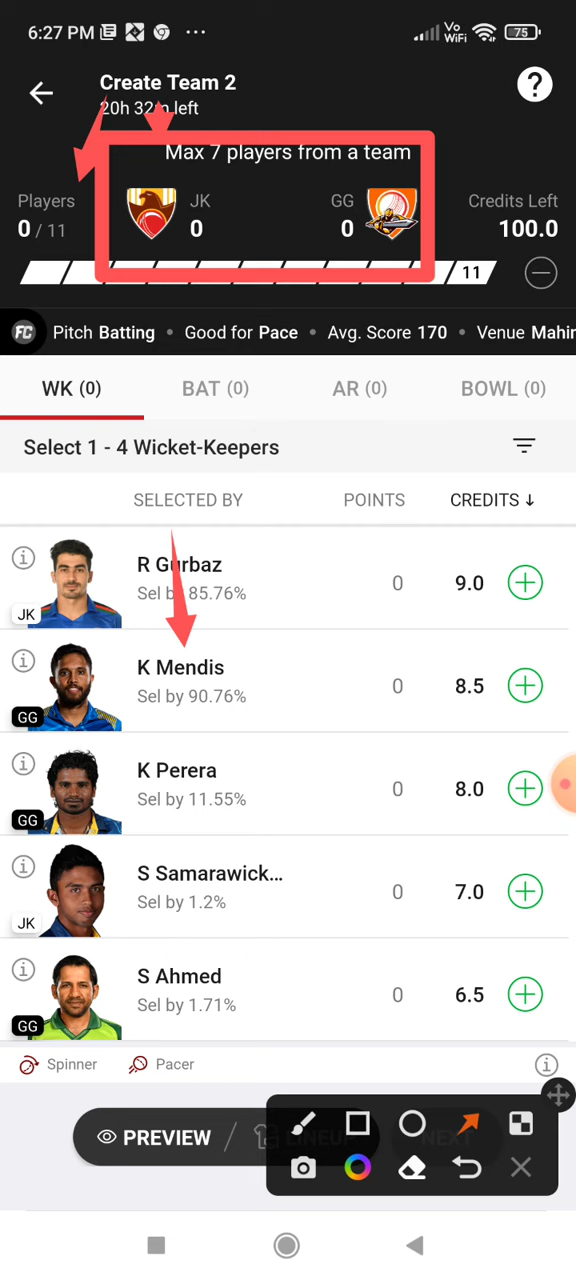 6:27 PM ··· Vo WiFi 75
Create Team 2 ?
20h 32m left
Max 7 players from a team
Players JK GG Credits Left
0 / 11 0 0 100.0
11
FC Pitch Batting • Good for Pace • Avg. Score 170 • Venue Mahin
WK (0) BAT (0) AR (0) BOWL (0)
Select 1 - 4 Wicket-Keepers
SELECTED BY POINTS CREDITS ↓
R Gurbaz
Sel by 85.76% 0 9.0
JK
K Mendis
Sel by 90.76% 0 8.5
GG
K Perera
Sel by 11.55% 0 8.0
GG
S Samarawick...
Sel by 1.2% 0 7.0
JK
S Ahmed
Sel by 1.71% 0 6.5
GG
Spinner Pacer
PREVIEW / LINEUP NEXT